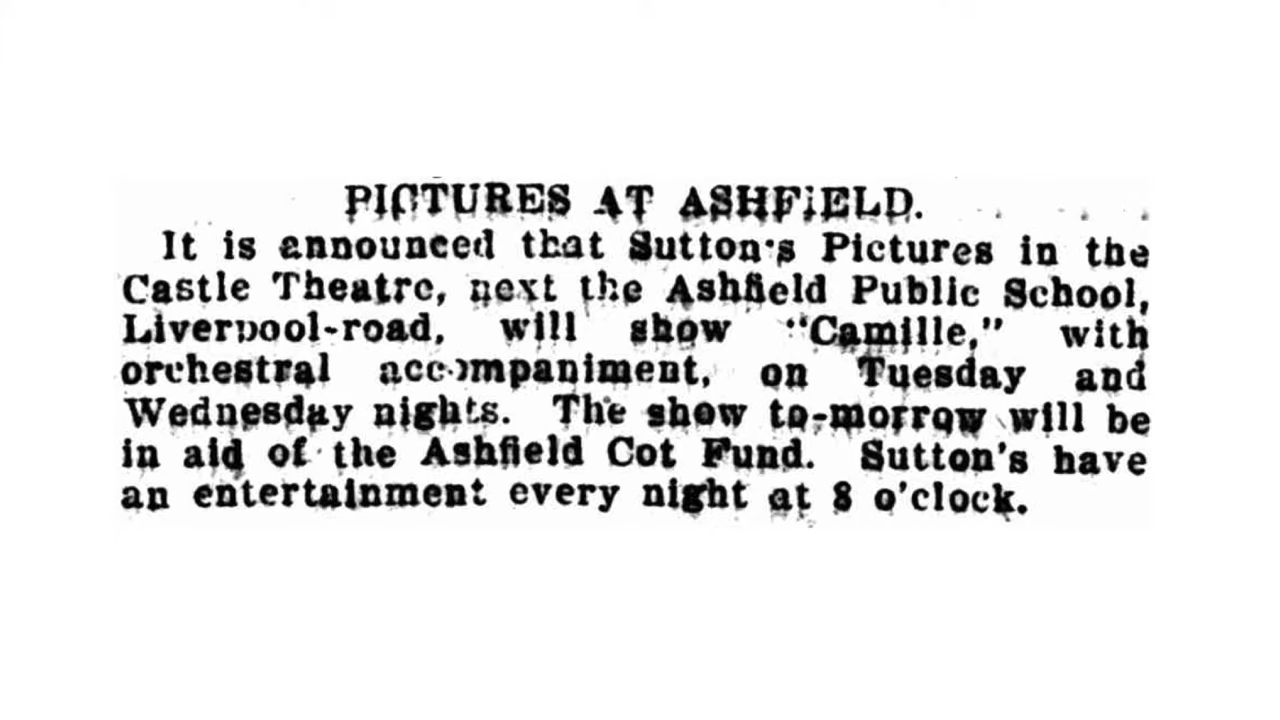 PICTURES AT ASHFIELD.
It is announced that Sutton's Pictures in the
Castle Theatre, next the Ashfield Public School,
Liverpool-road, will show "Camille," with
orchestral accompaniment, on Tuesday and
Wednesday nights. The show to-morrow will be
in aid of the Ashfield Cot Fund. Sutton's have
an entertainment every night at 8 o'clock.